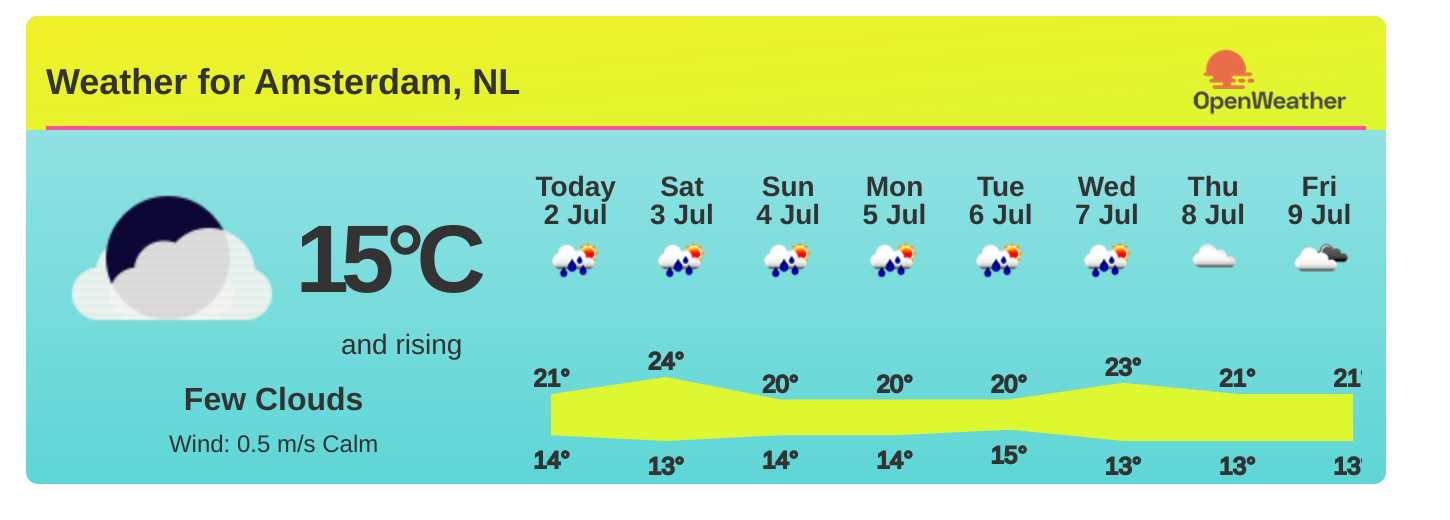 Weather for Amsterdam, NL
OpenWeather
15°C
and rising
Few Clouds
Wind: 0.5 m/s Calm
Today Sat Sun Mon Tue Wed Thu Fri
2 Jul 3 Jul 4 Jul 5 Jul 6 Jul 7 Jul 8 Jul 9 Jul
21° 24° 20° 20° 20° 23° 21° 21°
14° 13° 14° 14° 15° 13° 13° 13°